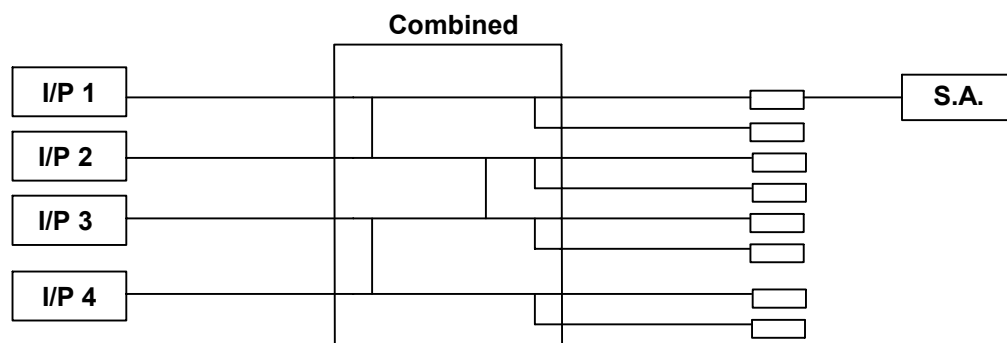 Combined
I/P 1
S.A.
I/P 2
I/P 3
I/P 4